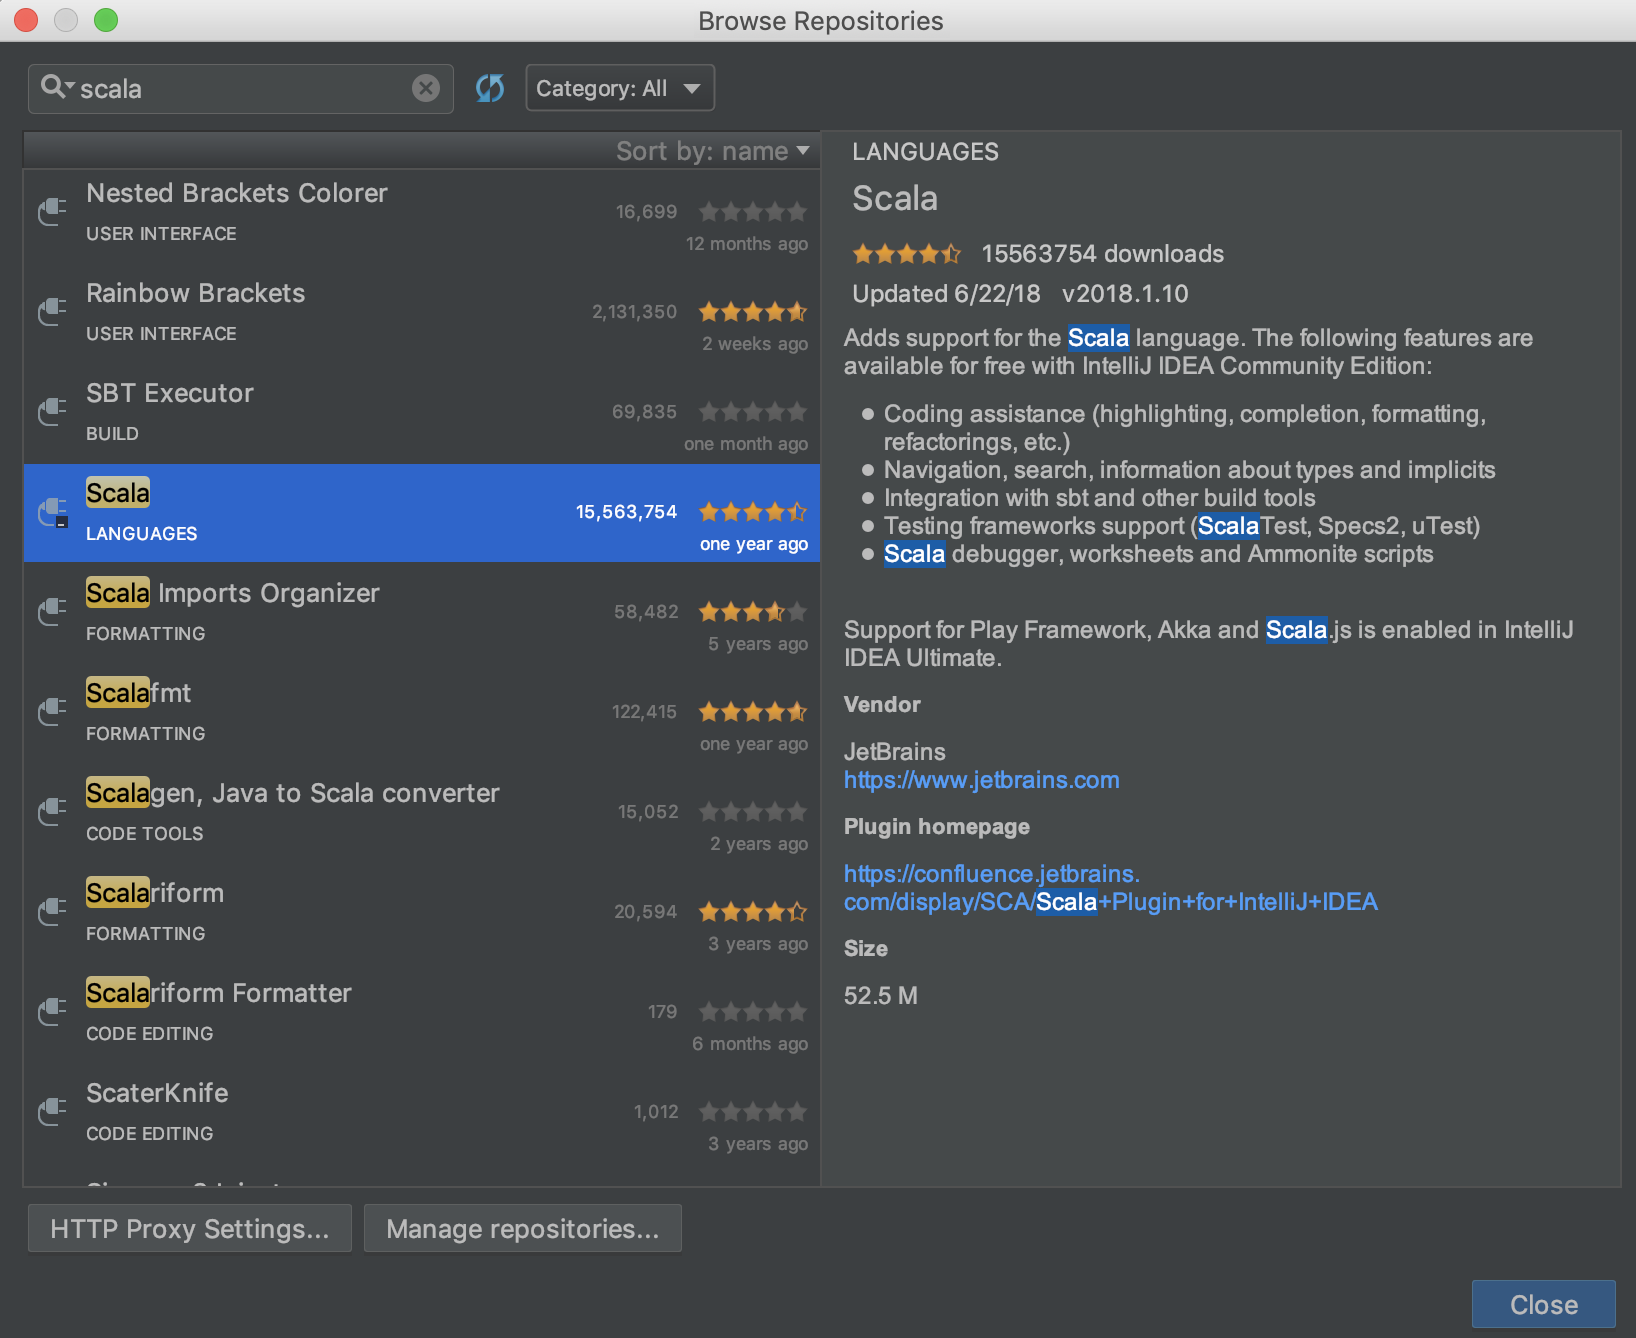 Browse Repositories
scala
Category: All
Sort by: name
Nested Brackets Colorer
16,699
USER INTERFACE
12 months ago
Rainbow Brackets
2,131,350
USER INTERFACE
2 weeks ago
SBT Executor
69,835
BUILD
one month ago
Scala
15,563,754
LANGUAGES
one year ago
Scala Imports Organizer
58,482
FORMATTING
5 years ago
Scalafmt
122,415
FORMATTING
one year ago
Scalagen, Java to Scala converter
15,052
CODE TOOLS
2 years ago
Scalariform
20,594
FORMATTING
3 years ago
Scalariform Formatter
179
CODE EDITING
6 months ago
ScaterKnife
1,012
CODE EDITING
3 years ago
LANGUAGES
Scala
15563754 downloads
Updated 6/22/18 v2018.1.10
Adds support for the Scala language. The following features are
available for free with IntelliJ IDEA Community Edition:
● Coding assistance (highlighting, completion, formatting,
refactorings, etc.)
● Navigation, search, information about types and implicits
● Integration with sbt and other build tools
● Testing frameworks support (ScalaTest, Specs2, uTest)
● Scala debugger, worksheets and Ammonite scripts
Support for Play Framework, Akka and Scala.js is enabled in IntelliJ
IDEA Ultimate.
Vendor
JetBrains
https://www.jetbrains.com
Plugin homepage
https://confluence.jetbrains.
com/display/SCA/Scala+Plugin+for+IntelliJ+IDEA
Size
52.5 M
HTTP Proxy Settings...
Manage repositories...
Close